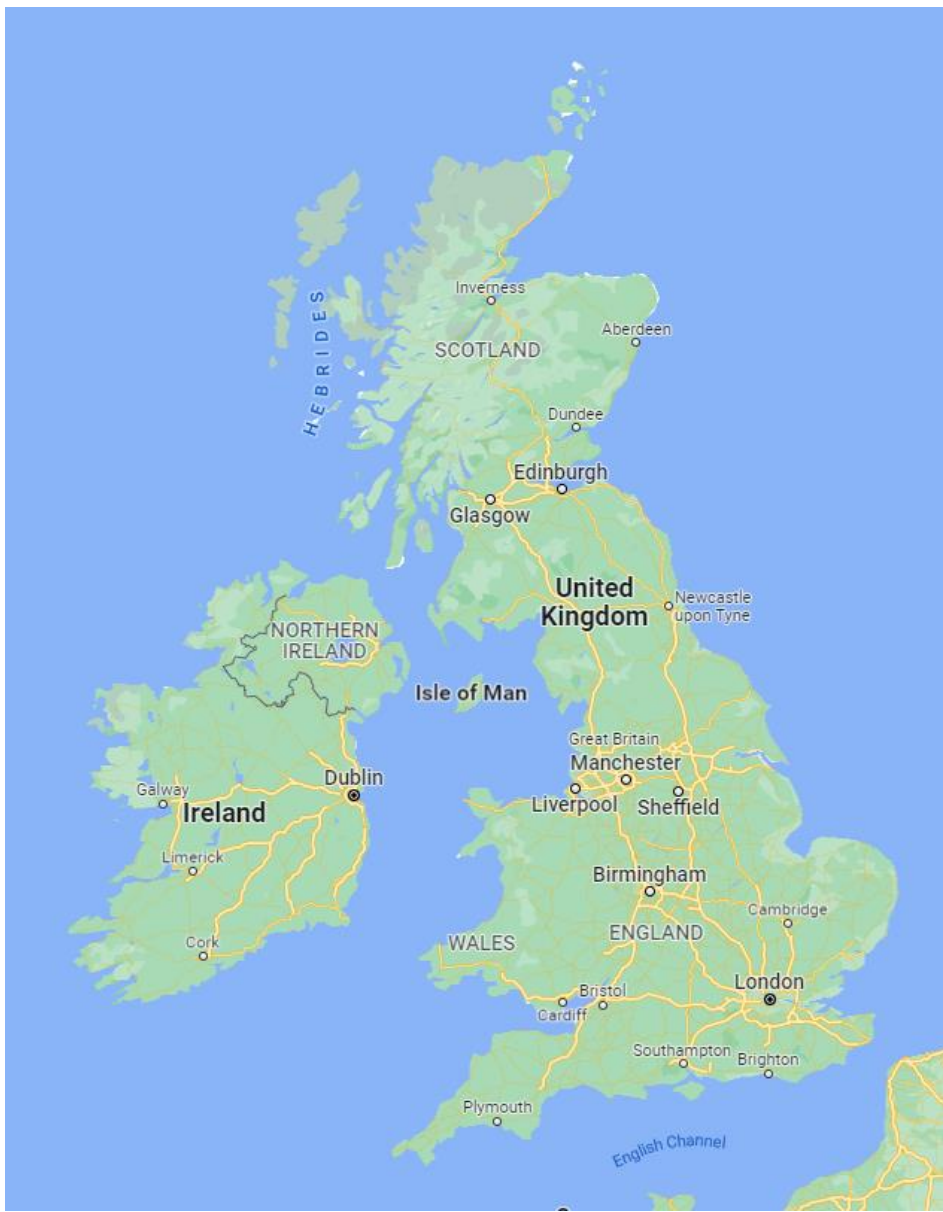 Inverness
HEBRIDES
Aberdeen
SCOTLAND
Dundee
Edinburgh
Glasgow
United
Kingdom
Newcastle
upon Tyne
NORTHERN
IRELAND
Isle of Man
Great Britain
Manchester
Dublin
Galway
Liverpool
Sheffield
Ireland
Limerick
Birmingham
Cambridge
Cork
WALES
ENGLAND
London
Bristol
Cardiff
Southampton
Brighton
Plymouth
English Channel